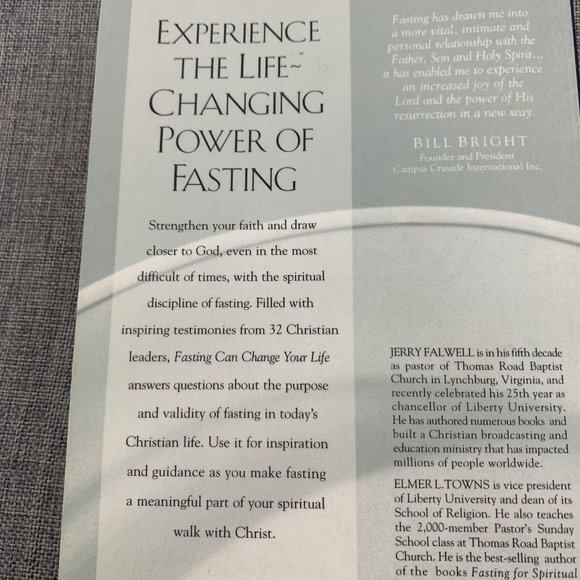 EXPERIENCE
THE LIFE~
CHANGING
POWER OF
FASTING
Strengthen your faith and draw
closer to God, even in the most
difficult of times, with the spiritual
discipline of fasting. Filled with
inspiring testimonies from 32 Christian
leaders, Fasting Can Change Your Life
answers questions about the purpose
and validity of fasting in today's
Christian life. Use it for inspiration
and guidance as you make fasting
a meaningful part of your spiritual
walk with Christ.
Fasting has drawn me into
a more vital, intimate and
personal relationship with the
Father, Son and Holy Spirit...
it has enabled me to experience
an increased joy of the
Lord and the power of His
resurrection in a new way.
BILL BRIGHT
Founder and President
Campus Crusade International Inc.
JERRY FALWELL is in his fifth decade
as pastor of Thomas Road Baptist
Church in Lynchburg, Virginia, and
recently celebrated his 25th year as
chancellor of Liberty University.
He has authored numerous books and
built a Christian broadcasting and
education ministry that has impacted
millions of people worldwide.
ELMER L. TOWNS is vice president
of Liberty University and dean of its
School of Religion. He also teaches
the 2,000-member Pastor's Sunday
School class at Thomas Road Baptist
Church. He is the best-selling author
of the books Fasting for Spiritual